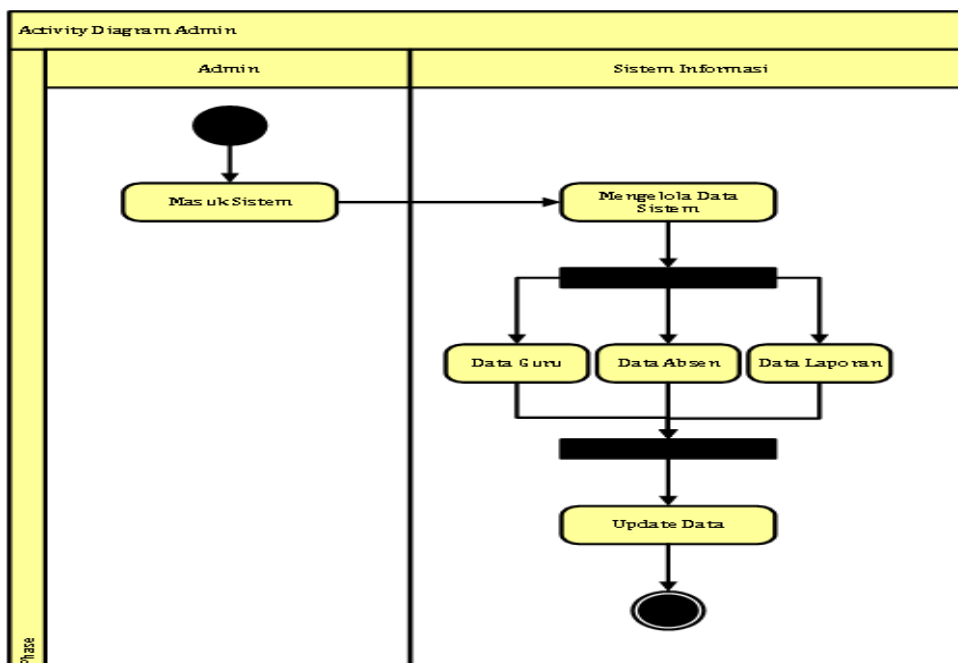 Activity Diagram Admin
Admin
Sistem Informasi
Masuk Sistem
Mengelola Data
Sistem
Data Guru
Data Absen
Data Laporan
Update Data
Phase